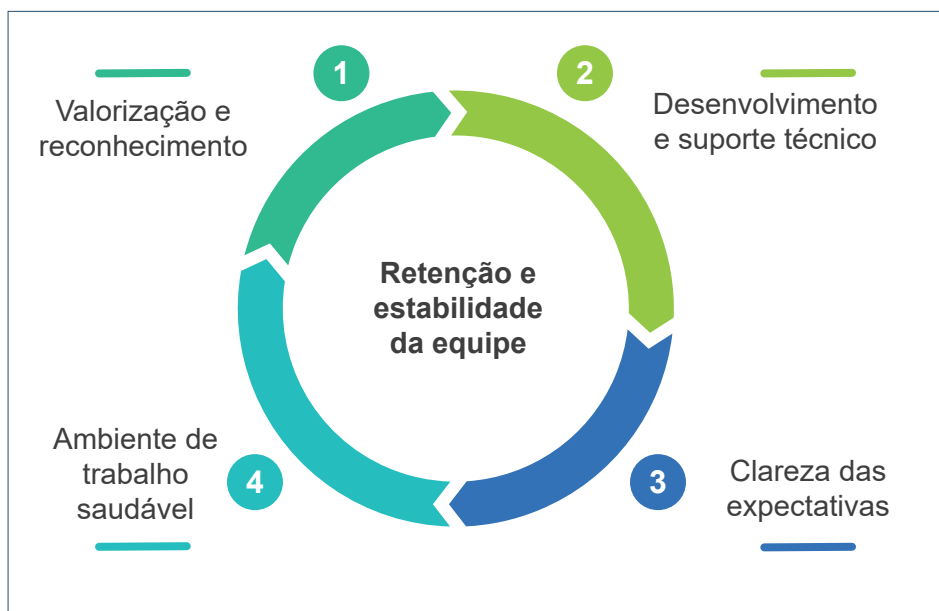 1
Valorização e
reconhecimento
2
Desenvolvimento
e suporte técnico
Retenção e
estabilidade
da equipe
3
Clareza das
expectativas
4
Ambiente de
trabalho
saudável